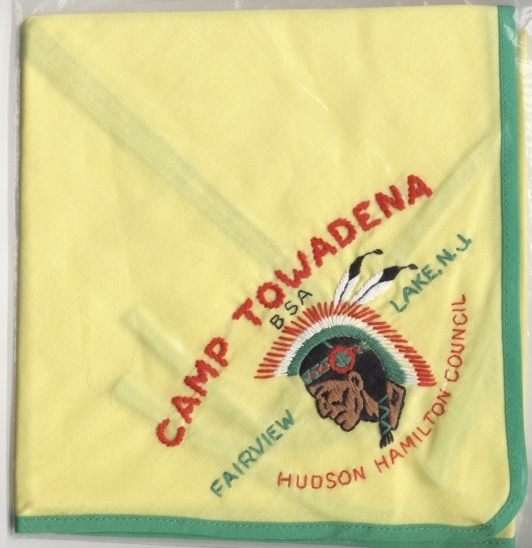 CAMP TOWADENA
BSA
FAIRVIEW LAKE, N.J.
HUDSON HAMILTON COUNCIL